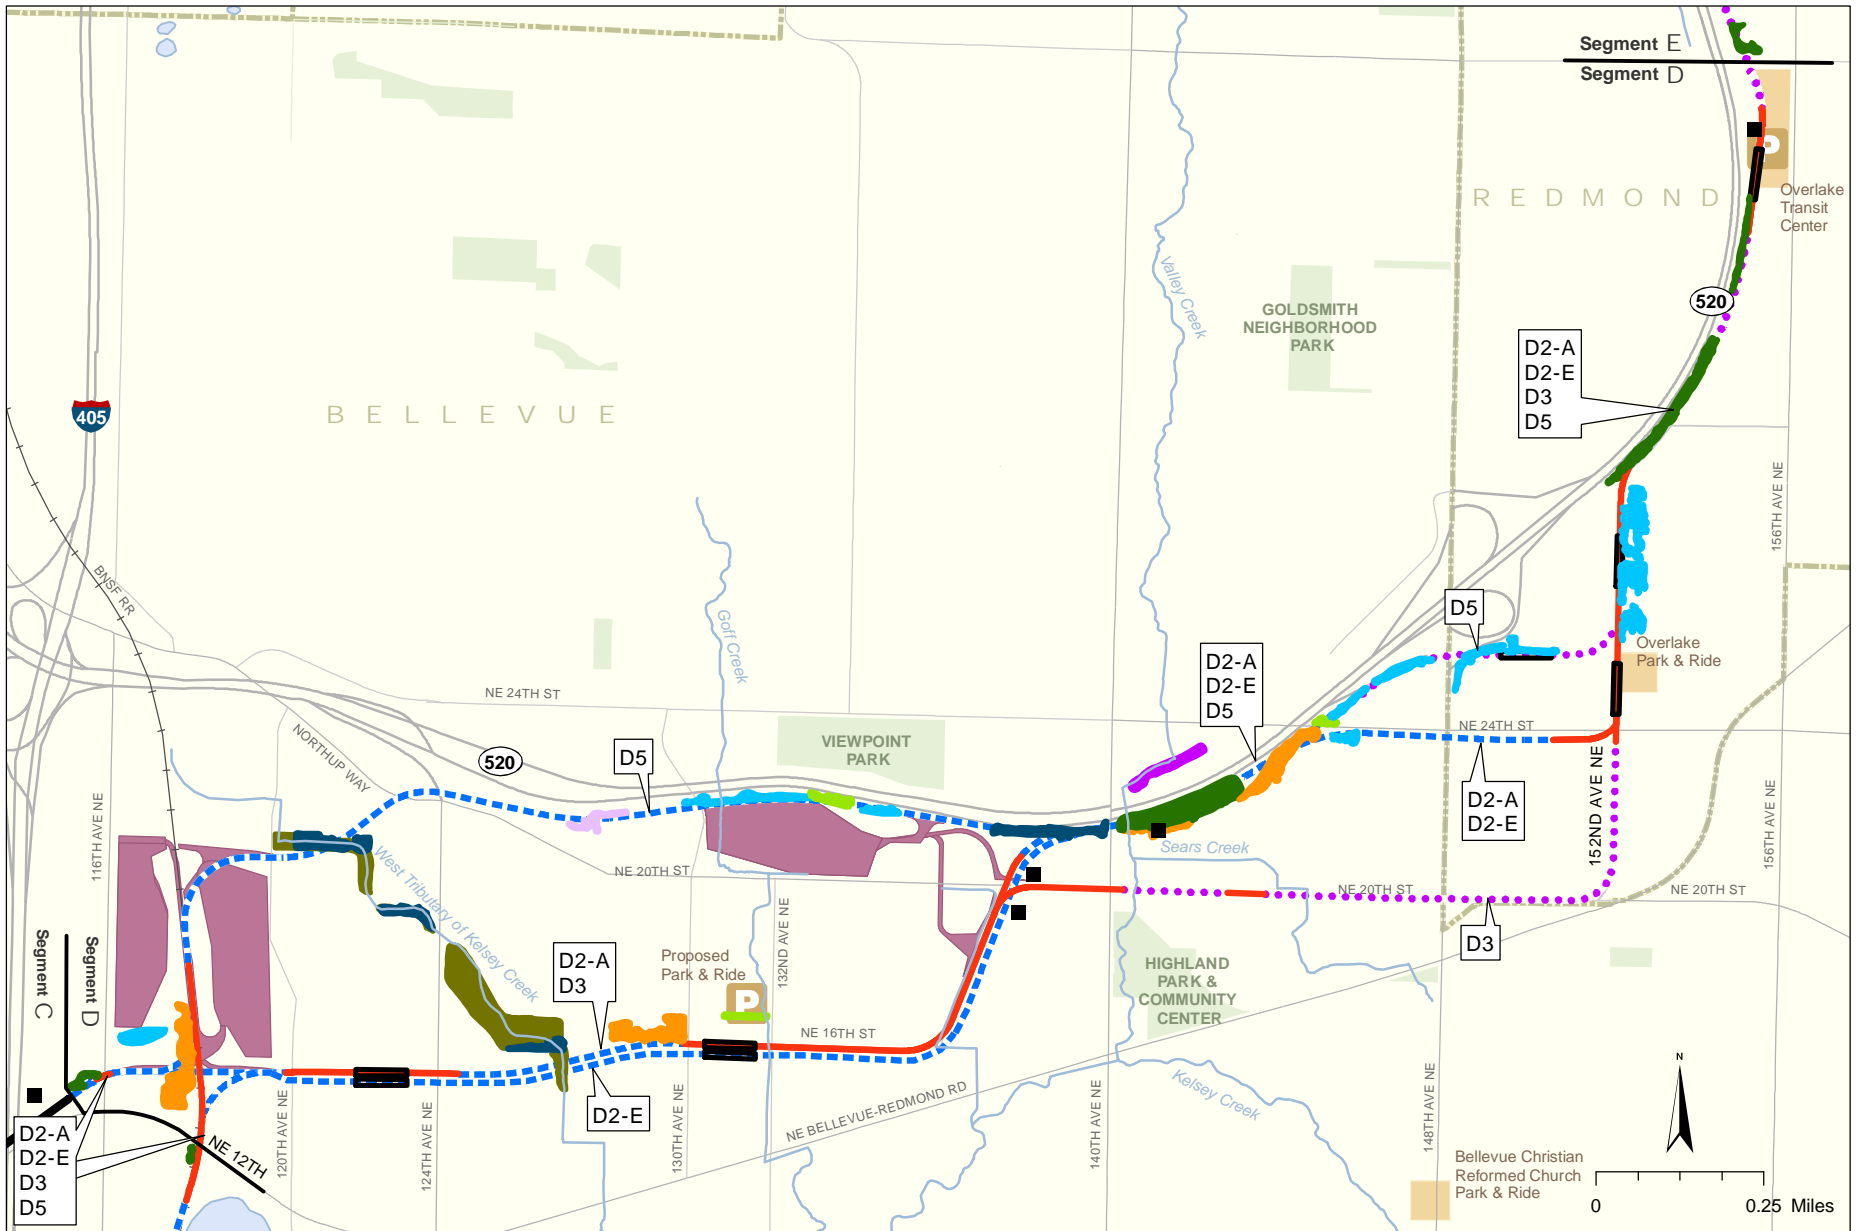 Segment E
Segment D
Overlake
Transit
Center
REDMOND
520
GOLDSMITH
NEIGHBORHOOD
PARK
Valley Creek
D2-A
D2-E
D3
D5
405
BELLEVUE
BNSF RR
156TH AVE NE
Goff Creek
D5
Overlake
Park & Ride
D2-A
D2-E
D5
NE 24TH ST
NE 24TH ST
NORTHUP WAY
520
D5
VIEWPOINT
PARK
D2-A
D2-E
152ND AVE NE
156TH AVE NE
116TH AVE NE
West Tributary of Kelsey Creek
Sears Creek
NE 20TH ST
NE 20TH ST
NE 20TH ST
D3
132ND AVE NE
Segment C
Segment D
D2-A
D3
Proposed
Park & Ride
P
P
NE 16TH ST
HIGHLAND
PARK &
COMMUNITY
CENTER
D2-E
NE BELLEVUE-REDMOND RD
Kelsey Creek
D2-A
D2-E
D3
D5
NE 12TH
120TH AVE NE
124TH AVE NE
130TH AVE NE
140TH AVE NE
148TH AVE NE
Bellevue Christian
Reformed Church
Park & Ride
N
0 0.25 Miles